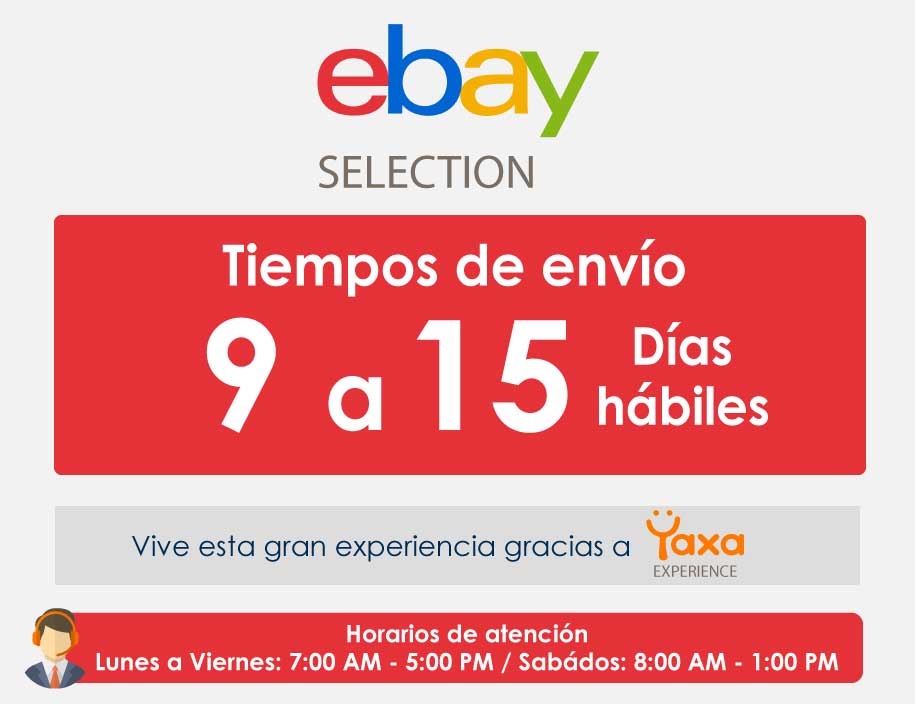 ebay
SELECTION
Tiempos de envío
9 a 15 Días
hábiles
Vive esta gran experiencia gracias a Yaxa
EXPERIENCE
Horarios de atención
Lunes a Viernes: 7:00 AM - 5:00 PM / Sabádos: 8:00 AM - 1:00 PM